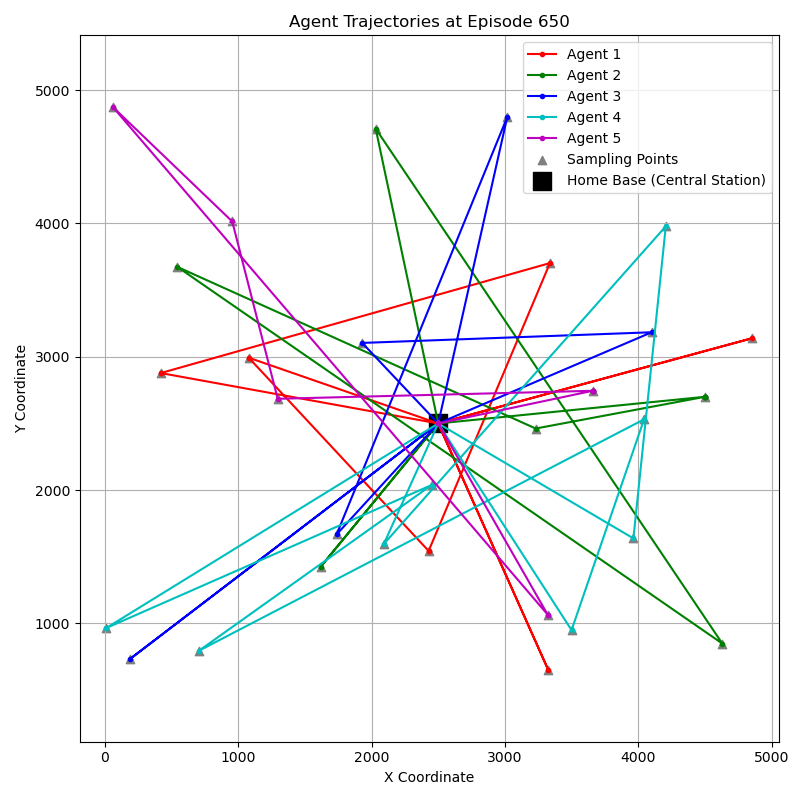 Agent Trajectories at Episode 650
Agent 1
Agent 2
Agent 3
Agent 4
Agent 5
Sampling Points
Home Base (Central Station)
Y Coordinate
5000
4000
3000
2000
1000
0
1000
2000
3000
4000
5000
X Coordinate